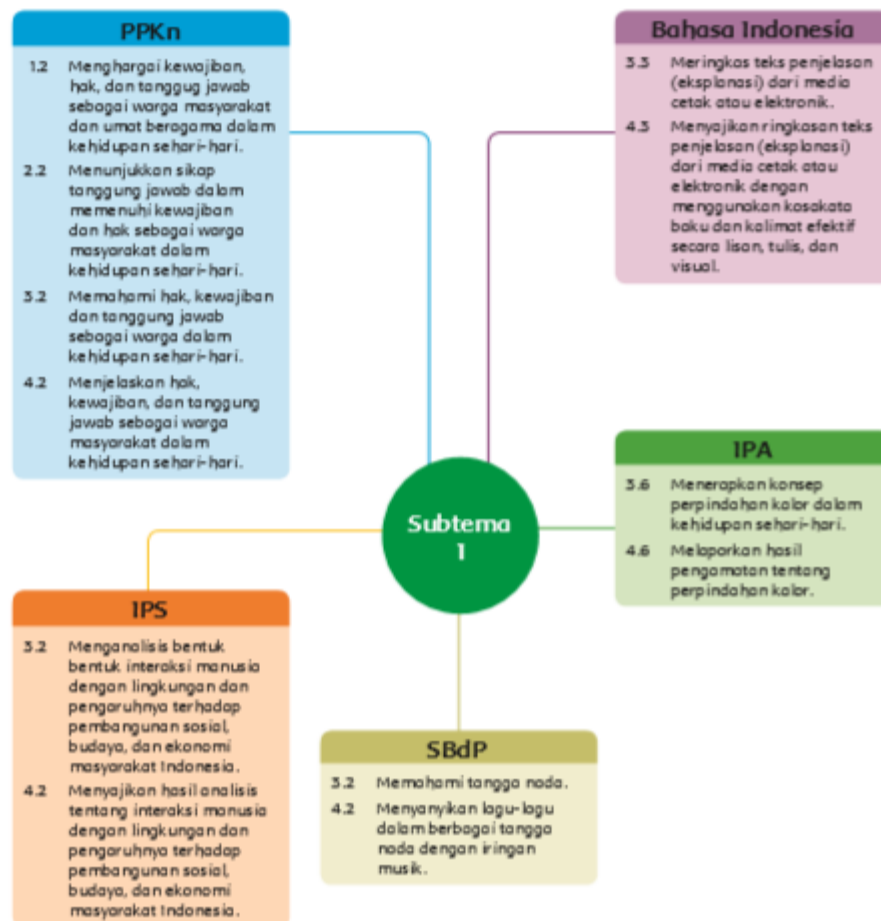 PPKn
1.2 Menghargai kewajiban,
hak, dan tanggug jawab
sebagai warga masyarakat
dan umat beragama dalam
kehidupan sehari-hari.
2.2 Menunjukkan sikap
tanggung jawab dalam
memenuhi kewajiban
dan hak sebagai warga
masyarakat dalam
kehidupan sehari-hari.
3.2 Memahami hak, kewajiban
dan tanggung jawab
sebagai warga dalam
kehidupan sehari-hari.
4.2 Menjelaskan hak,
kewajiban, dan tanggung
jawab sebagai warga
masyarakat dalam
kehidupan sehari-hari.
Bahasa Indonesia
3.3 Meringkas teks penjelasan
(eksplanasi) dari media
cetak atau elektronik.
4.3 Menyajikan ringkasan teks
penjelasan (eksplanasi)
dari media cetak atau
elektronik dengan
menggunakan kosakata
baku dan kalimat efektif
secara lisan, tulis, dan
visual.
Subtema
1
IPA
3.6 Menerapkan konsep
perpindahan kalor dalam
kehidupan sehari-hari.
4.6 Melaporkan hasil
pengamatan tentang
perpindahan kalor.
IPS
3.2 Menganalisis bentuk
bentuk interaksi manusia
dengan lingkungan dan
pengaruhnya terhadap
pembangunan sosial,
budaya, dan ekonomi
masyarakat Indonesia.
4.2 Menyajikan hasil analisis
tentang interaksi manusia
dengan lingkungan dan
pengaruhnya terhadap
pembangunan sosial,
budaya, dan ekonomi
masyarakat Indonesia.
SBdP
3.2 Memahami tangga nada.
4.2 Menyanyikan lagu-lagu
dalam berbagai tangga
nada dengan iringan
musik.